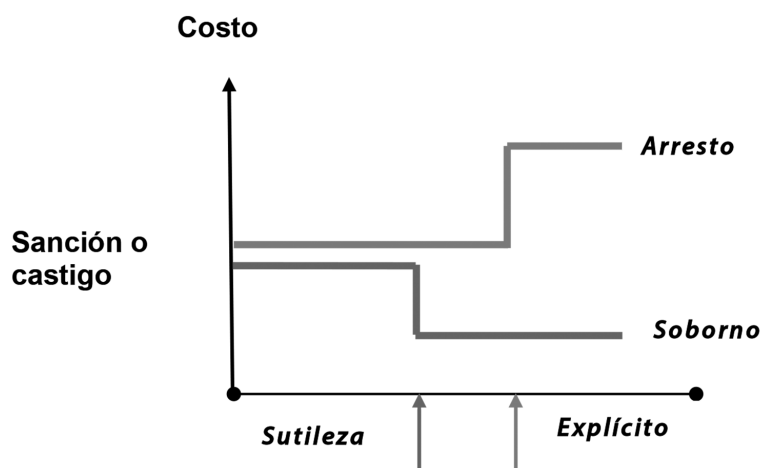 Costo
Arresto
Sanción o
castigo
Soborno
Sutileza
Explícito